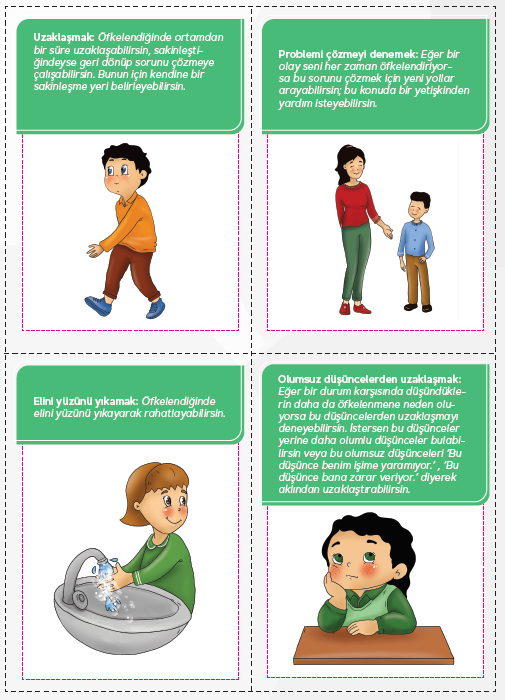 Uzaklaşmak: Öfkelendiğinde ortamdan
bir süre uzaklaşabilirsin, sakinleşti-
ğindeyse geri dönüp sorunu çözmeye
çalışabilirsin. Bunun için kendine bir
sakinleşme yeri belirleyebilirsin.
Problemi çözmeyi denemek: Eğer bir
olay seni her zaman öfkelendiriyor-
sa bu sorunu çözmek için yeni yollar
arayabilirsin; bu konuda bir yetişkinden
yardım isteyebilirsin.
Elini yüzünü yıkamak: Öfkelendiğinde
elini yüzünü yıkayarak rahatlayabilirsin.
Olumsuz düşüncelerden uzaklaşmak:
Eğer bir durum karşısında düşündükle-
rin daha da öfkelenmene neden olu-
yorsa bu düşüncelerden uzaklaşmayı
deneyebilirsin. İstersen bu düşünceler
yerine daha olumlu düşünceler bulabi-
lirsin veya bu olumsuz düşünceleri ‘Bu
düşünce benim işime yaramıyor.’ , ‘Bu
düşünce bana zarar veriyor.’ diyerek
aklından uzaklaştırabilirsin.